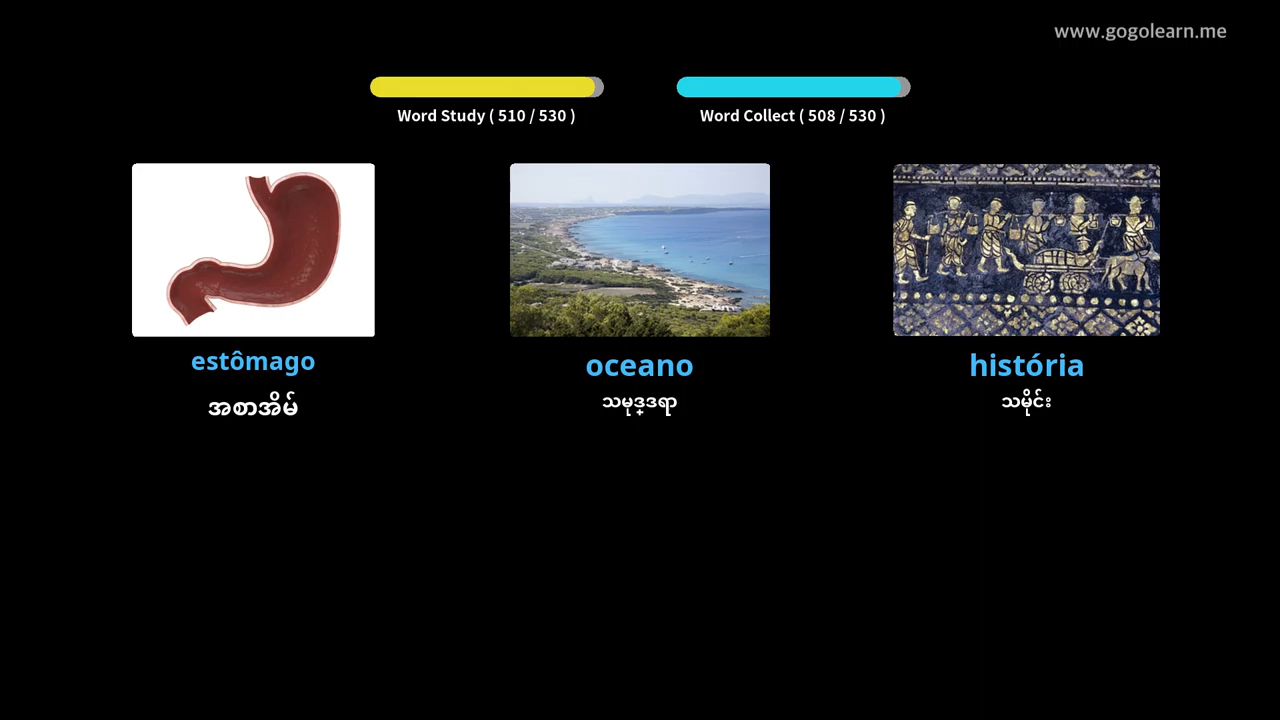 www.gogolearn.me
Word Study ( 510 / 530 )
Word Collect ( 508 / 530 )
estômago
oceano
história
အစာအိမ်
သမုဒ္ဒရာ
သမိုင်း